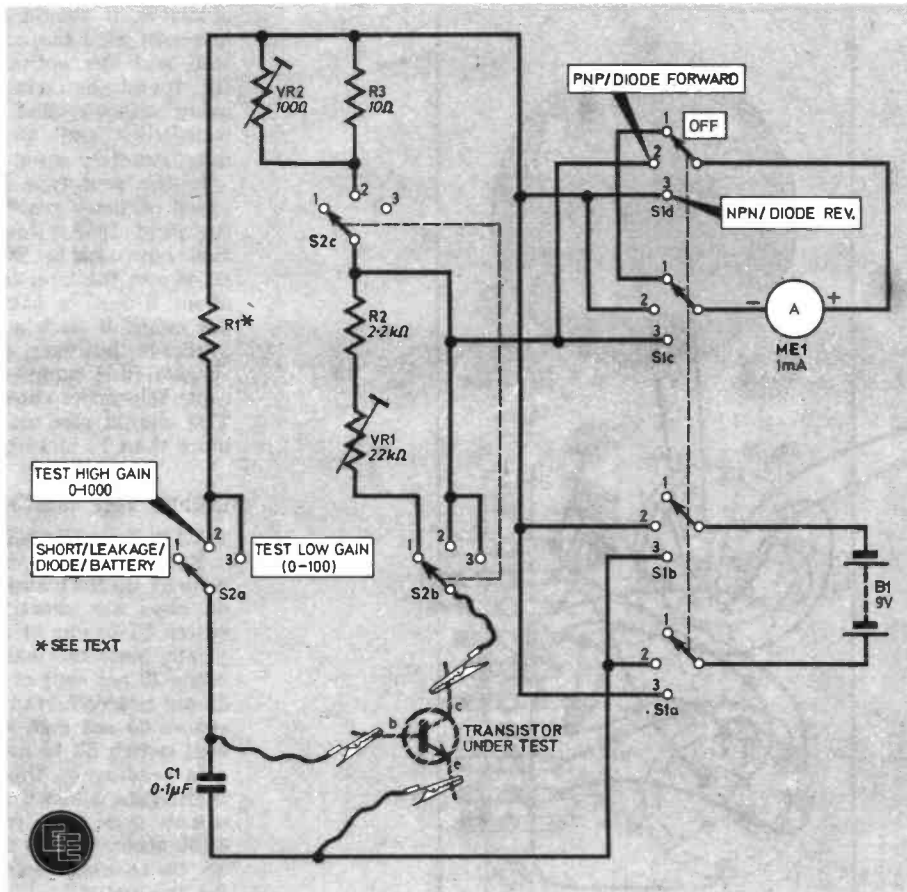 VR2
100Ω
R3
10Ω
PNP/DIODE FORWARD
1
OFF
2
3
S1d
NPN/DIODE REV.
1
2
3
S2c
R1*
R2
2·2kΩ
VR1
22kΩ
1
2
3
S1c
−
A
+
ME1
1mA
TEST HIGH GAIN
0-1000
SHORT/LEAKAGE/
DIODE/BATTERY
1
2
3
S2a
TEST LOW GAIN
(0-100)
1
2
3
S2b
1
2
3
S1b
B1
9V
1
2
3
S1a
* SEE TEXT
b
c
e
TRANSISTOR
UNDER TEST
C1
0·1µF
EE